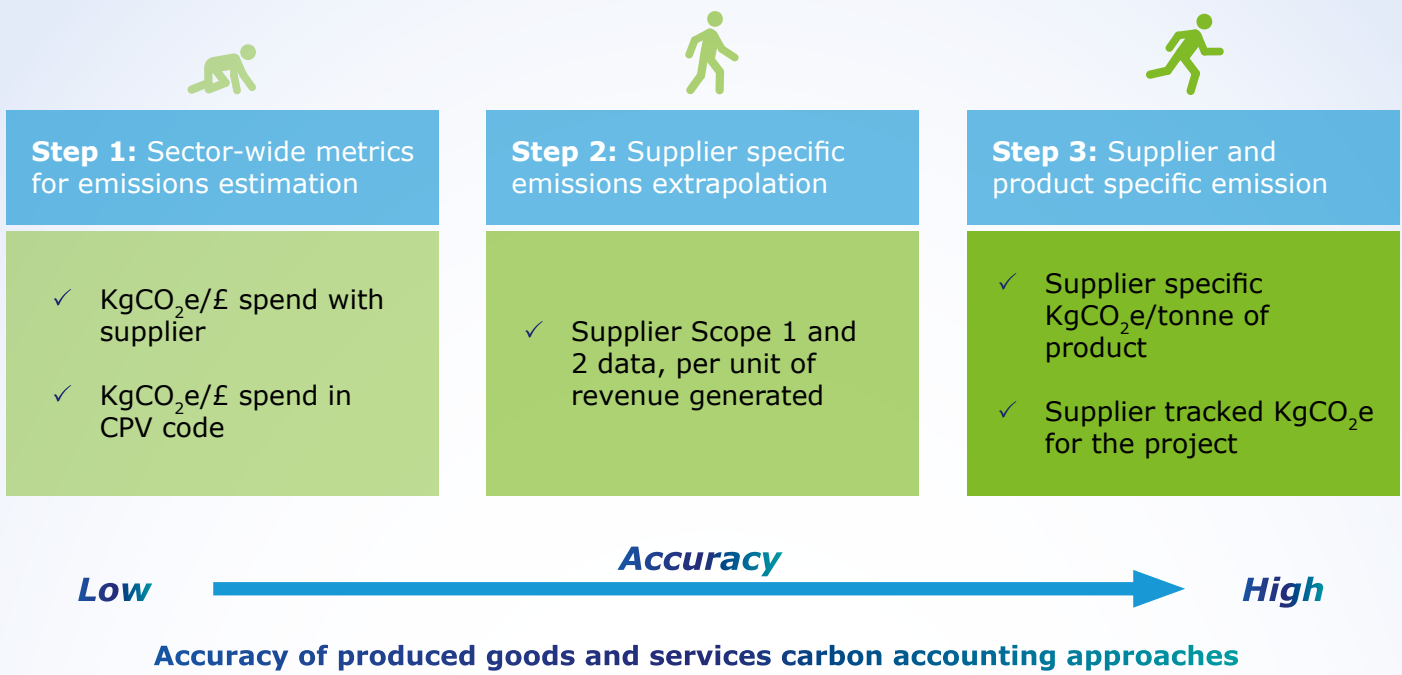 Step 1: Sector-wide metrics
for emissions estimation
✓ KgCO₂e/£ spend with
supplier
✓ KgCO₂e/£ spend in
CPV code
Step 2: Supplier specific
emissions extrapolation
✓ Supplier Scope 1 and
2 data, per unit of
revenue generated
Step 3: Supplier and
product specific emission
✓ Supplier specific
KgCO₂e/tonne of
product
✓ Supplier tracked KgCO₂e
for the project
Accuracy
Low
High
Accuracy of produced goods and services carbon accounting approaches